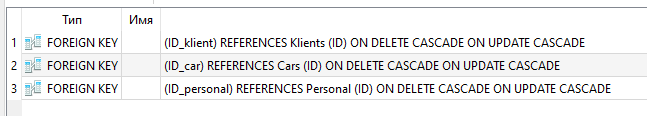 Тип Имя
1 FOREIGN KEY (ID_klient) REFERENCES Klients (ID) ON DELETE CASCADE ON UPDATE CASCADE
2 FOREIGN KEY (ID_car) REFERENCES Cars (ID) ON DELETE CASCADE ON UPDATE CASCADE
3 FOREIGN KEY (ID_personal) REFERENCES Personal (ID) ON DELETE CASCADE ON UPDATE CASCADE